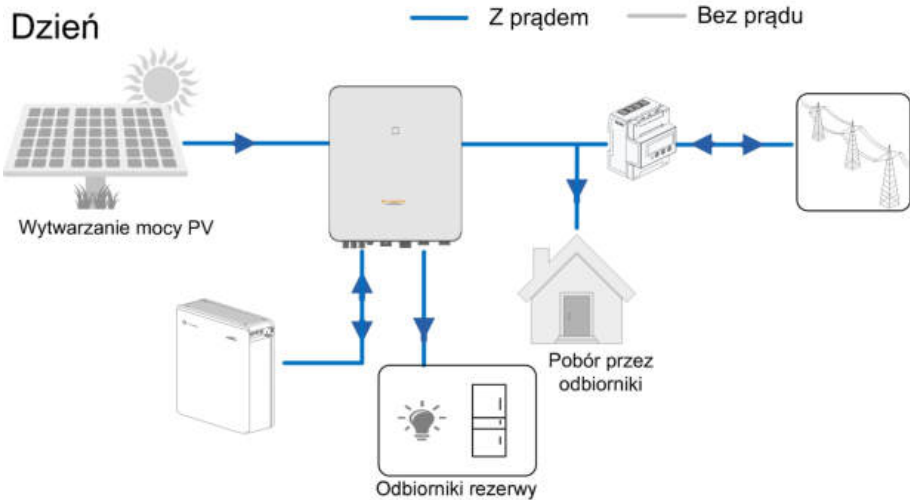 Dzień
Z prądem
Bez prądu
Wytwarzanie mocy PV
Pobór przez
odbiorniki
Odbiorniki rezerwy